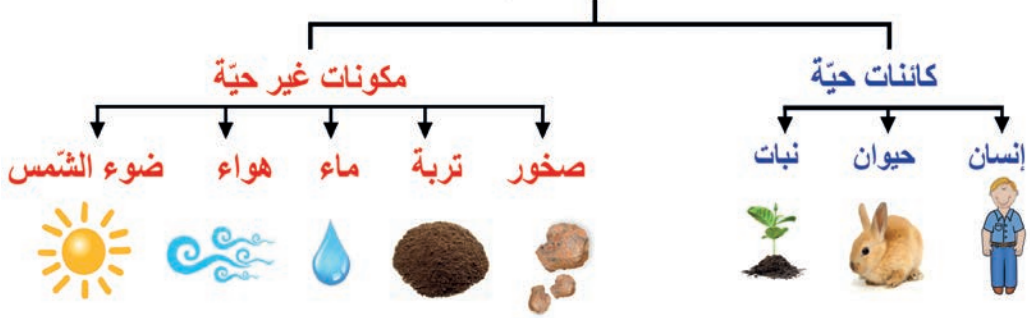 كائنات حيّة
مكونات غير حيّة
إنسان
حيوان
نبات
صخور
تربة
ماء
هواء
ضوء الشّمس